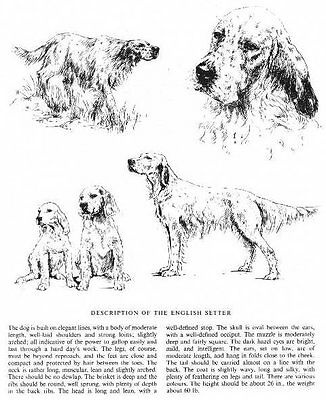 DESCRIPTION OF THE ENGLISH SETTER
The dog is built on elegant lines, with a body of moderate
length, well-laid shoulders and strong loins, slightly
arched; all indicative of the power to gallop easily and
fast through a hard day's work. The legs, of course,
must be beyond reproach, and the feet are close and
compact and protected by hair between the toes. The
neck is rather long, muscular, lean and slightly arched.
There should be no dewlap. The brisket is deep and the
ribs should be round, well sprung, with plenty of depth
in the back ribs. The head is long and lean, with a
well-defined stop. The skull is oval between the ears,
with a well-defined occiput. The muzzle is moderately
deep and fairly square. The dark hazel eyes are bright,
mild, and intelligent. The ears, set on low, are of
moderate length, and hang in folds close to the cheek.
The tail should be carried almost on a line with the
back. The coat is slightly wavy, long and silky, with
plenty of feathering on legs and tail. There are various
colours. The height should be about 26 in., the weight
about 60 lb.